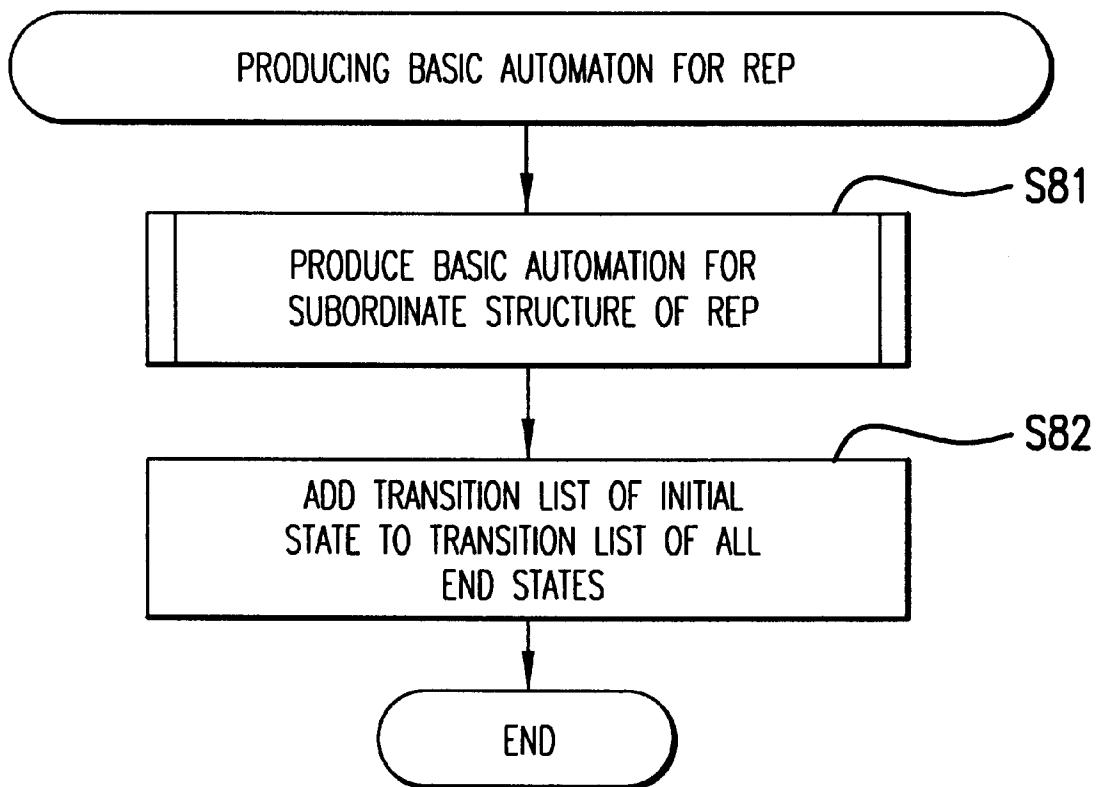 PRODUCING BASIC AUTOMATON FOR REP
S81
PRODUCE BASIC AUTOMATION FOR
SUBORDINATE STRUCTURE OF REP
S82
ADD TRANSITION LIST OF INITIAL
STATE TO TRANSITION LIST OF ALL
END STATES
END